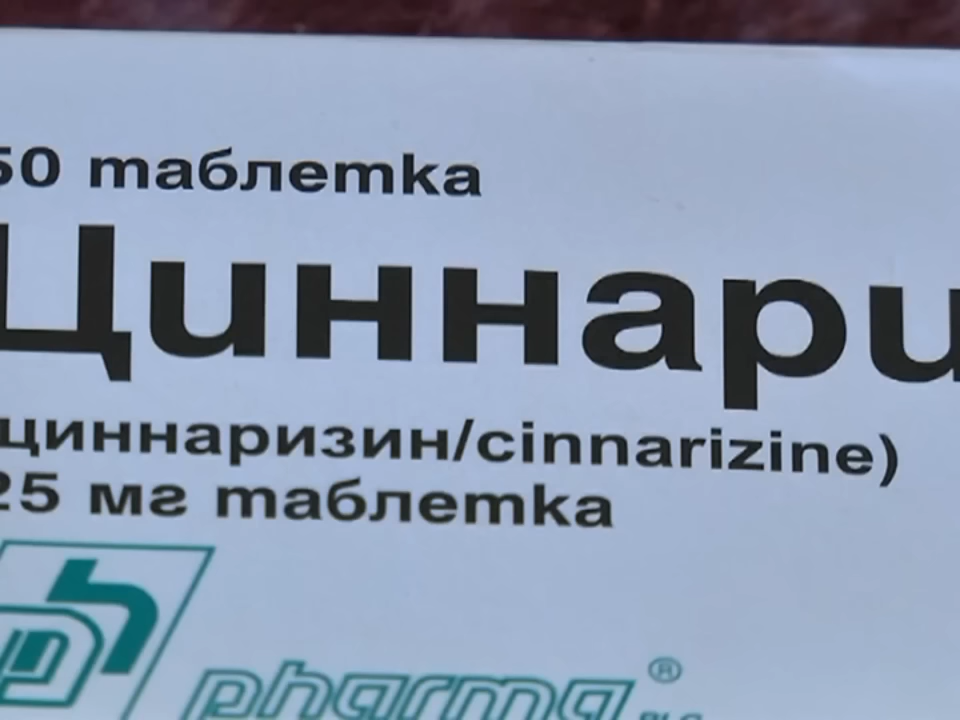 50 таблетка
Циннари
циннаризин/cinnarizine)
25 мг таблетка
pharma®